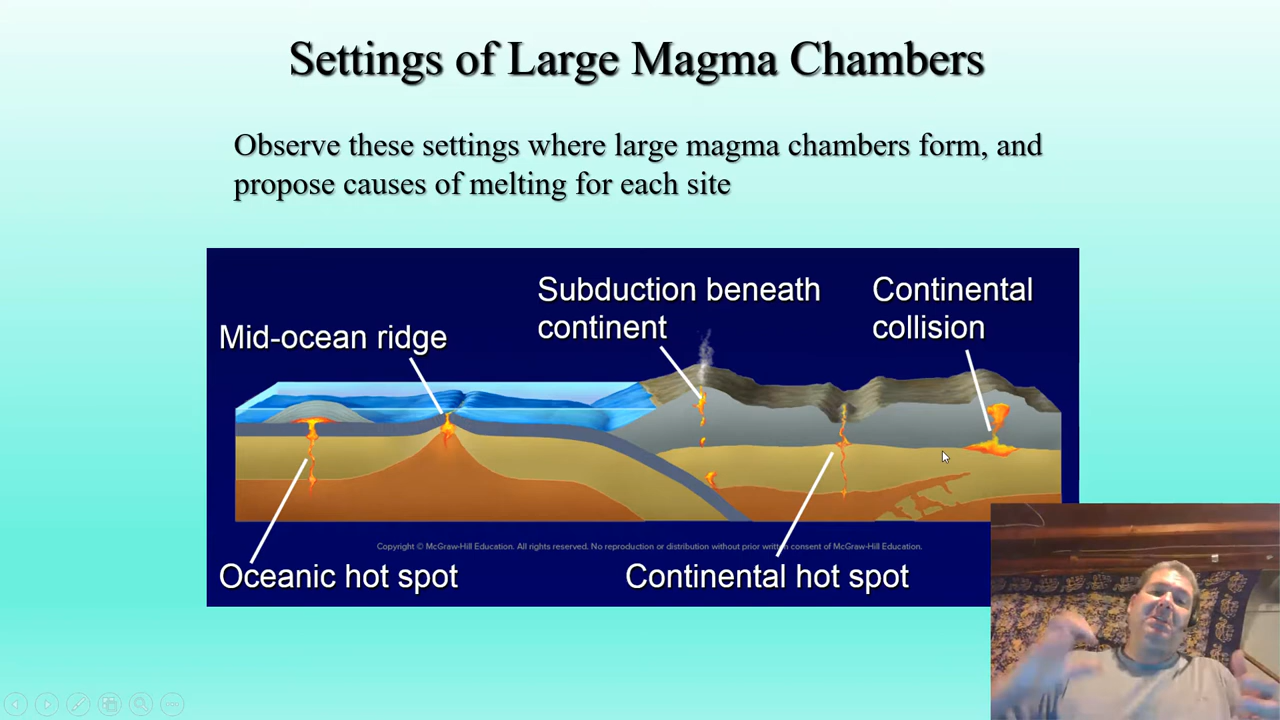 Settings of Large Magma Chambers
Observe these settings where large magma chambers form, and
propose causes of melting for each site
Subduction beneath
continent
Continental
collision
Mid-ocean ridge
Copyright © McGraw-Hill Education. All rights reserved. No reproduction or distribution without prior written consent of McGraw-Hill Education.
Oceanic hot spot
Continental hot spot